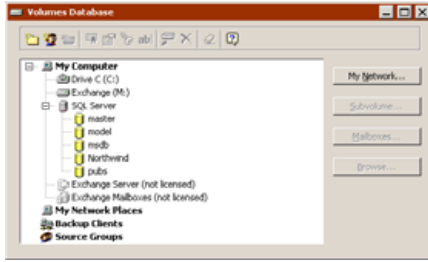 Volumes Database
ab
My Computer
Drive C (C:)
Exchange (M:)
SQL Server
master
model
msdb
Northwind
pubs
Exchange Server (not licensed)
Exchange Mailboxes (not licensed)
My Network Places
Backup Clients
Source Groups
My Network...
Subvolume...
Mailboxes...
Browse...